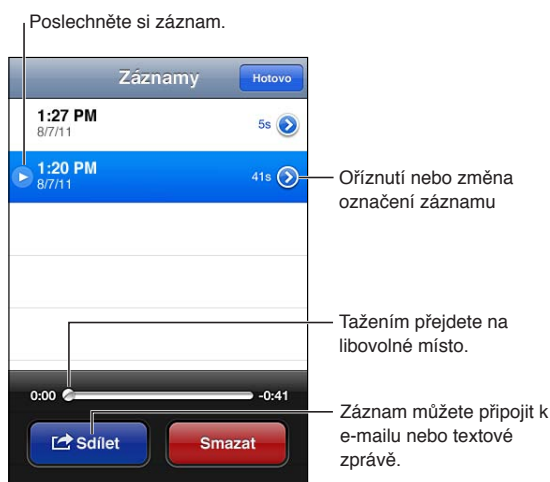 Poslechněte si záznam.
Záznamy
Hotovo
1:27 PM
8/7/11
5s
1:20 PM
8/7/11
41s
Oříznutí nebo změna
označení záznamu
Tažením přejdete na
libovolné místo.
0:00
-0:41
Sdílet
Smazat
Záznam můžete připojit k
e-mailu nebo textové
zprávě.